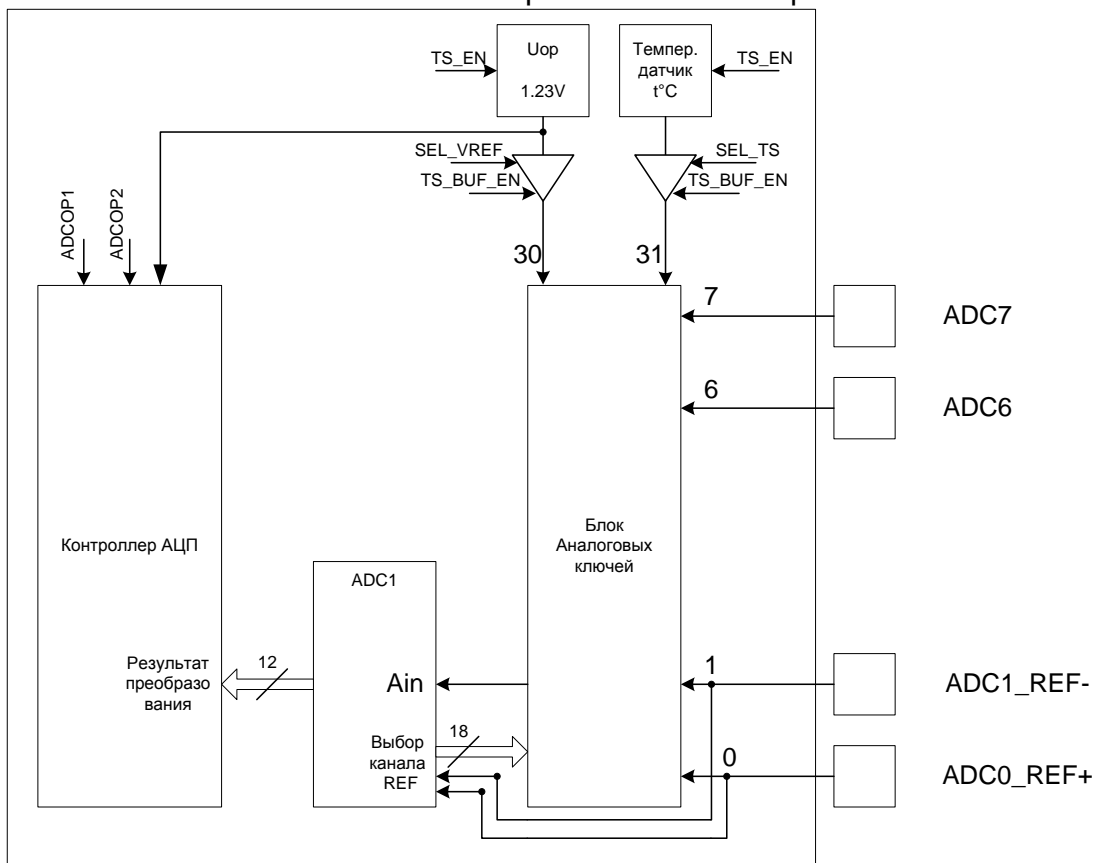 Uop
1.23V
Темпер.
датчик
t°C
TS_EN
TS_EN
SEL_VREF
TS_BUF_EN
SEL_TS
TS_BUF_EN
ADCOP1
ADCOP2
30
31
7
ADC7
6
ADC6
Контроллер АЦП
Блок
Аналоговых
ключей
ADC1
Результат
преобразо
вания
12
Ain
1
ADC1_REF-
Выбор
канала
REF
18
0
ADC0_REF+